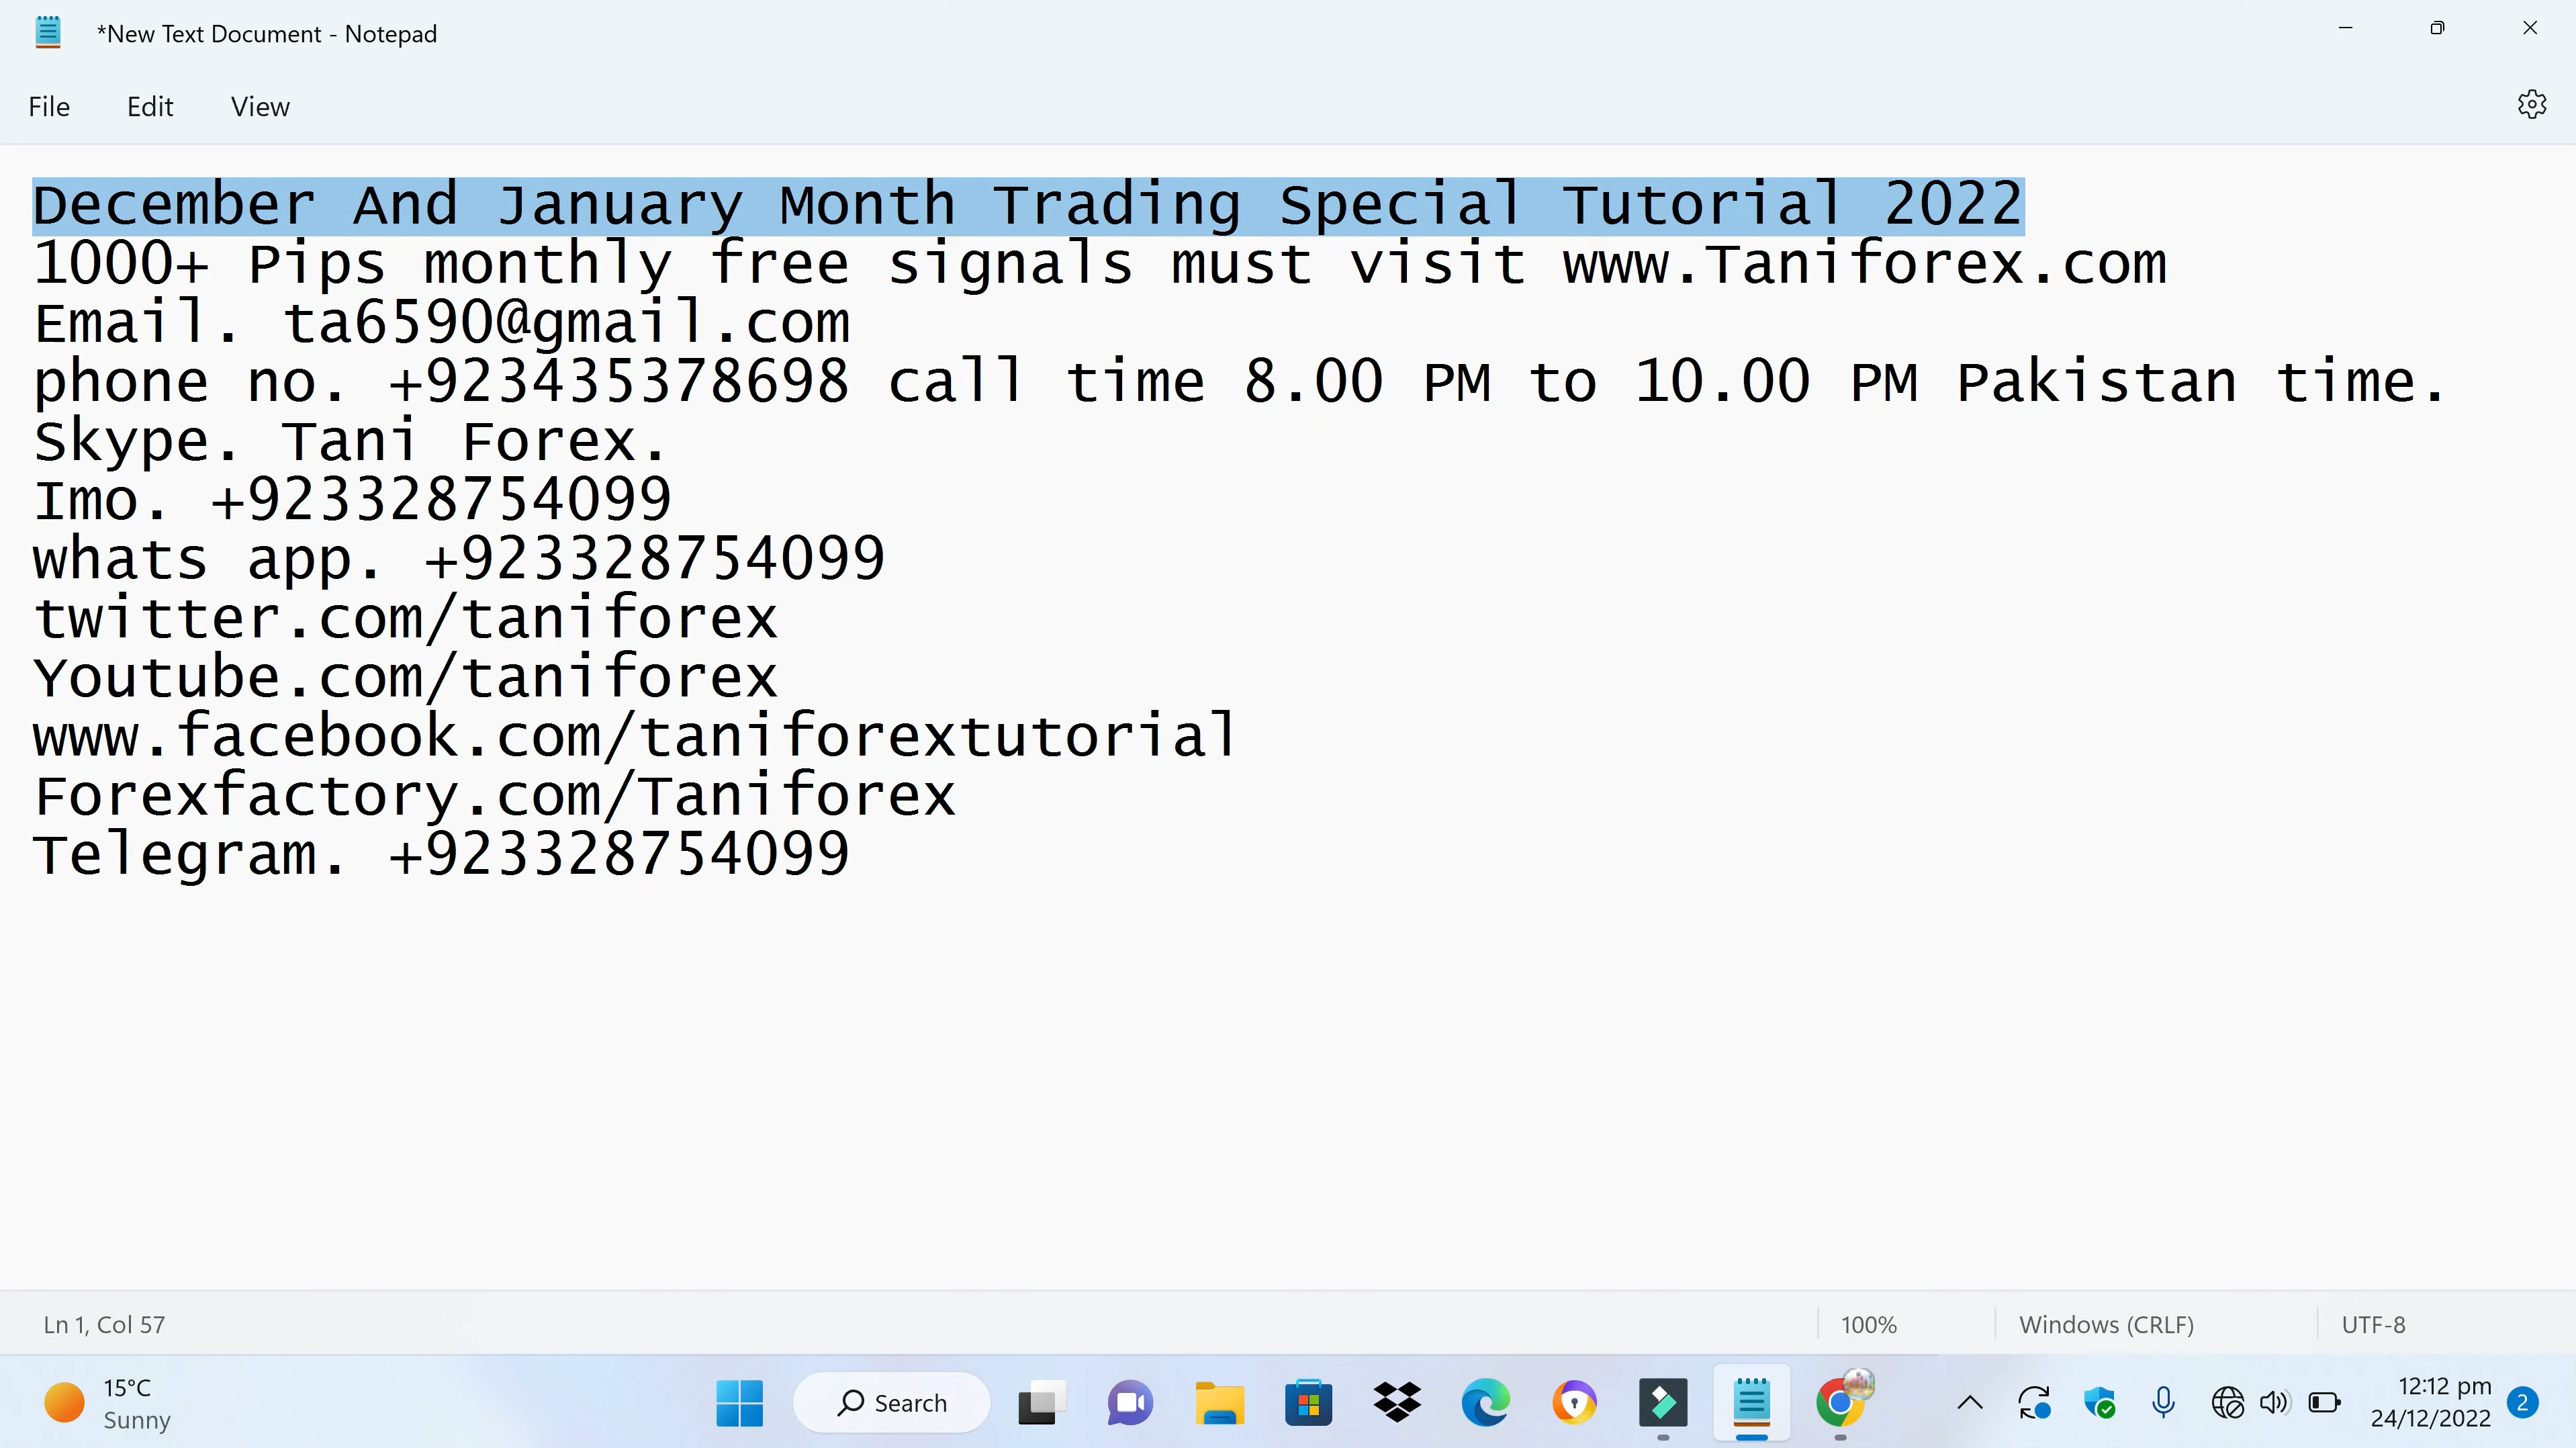 *New Text Document - Notepad
File Edit View
December And January Month Trading Special Tutorial 2022
1000+ Pips monthly free signals must visit www.Taniforex.com
Email. ta6590@gmail.com
phone no. +923435378698 call time 8.00 PM to 10.00 PM Pakistan time.
Skype. Tani Forex.
Imo. +923328754099
whats app. +923328754099
twitter.com/taniforex
Youtube.com/taniforex
www.facebook.com/taniforextutorial
Forexfactory.com/Taniforex
Telegram. +923328754099
Ln 1, Col 57 100% Windows (CRLF) UTF-8
15°C
Sunny
Search
12:12 pm
24/12/2022
2